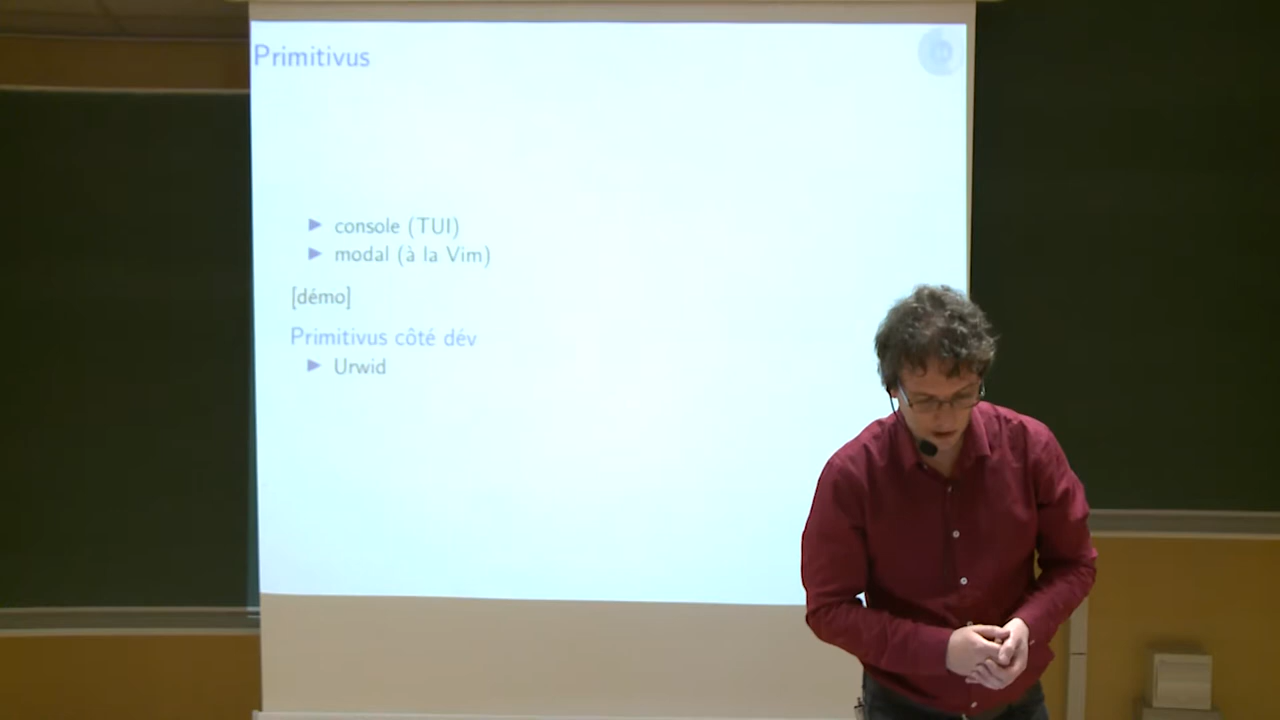 Primitivus
▶ console (TUI)
▶ modal (à la Vim)
[démo]
Primitivus côté dév
▶ Urwid